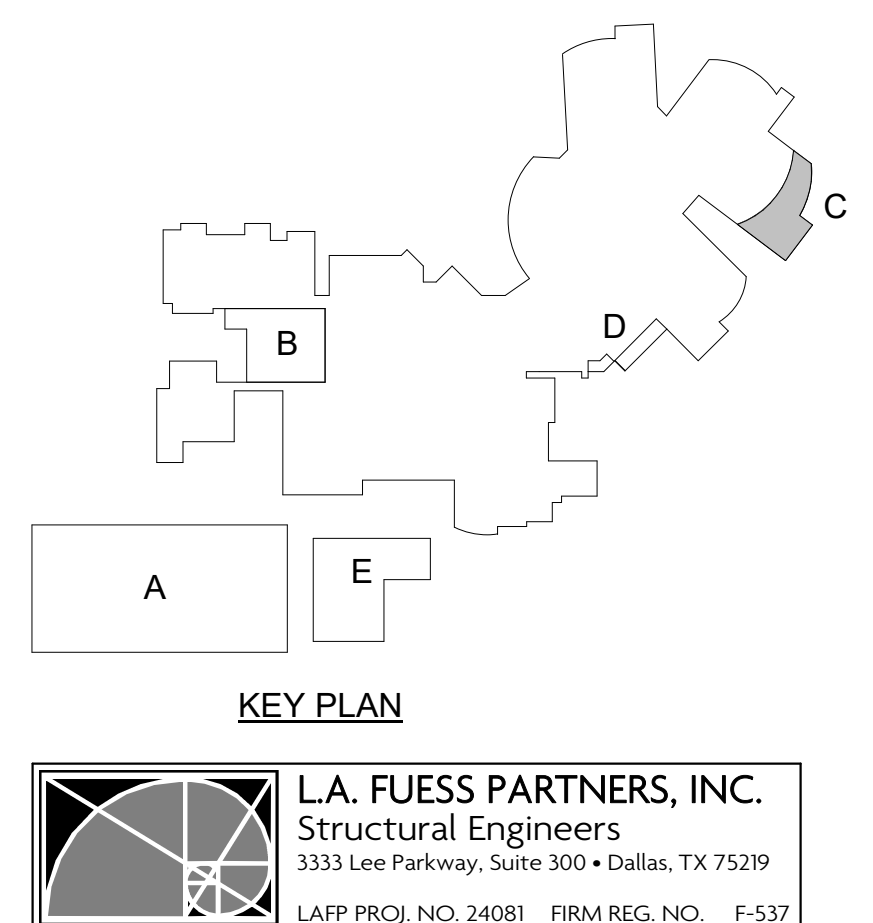 C
D
B
E
A
KEY PLAN
L.A. FUESS PARTNERS, INC.
Structural Engineers
3333 Lee Parkway, Suite 300 • Dallas, TX 75219
LAFP PROJ. NO. 24081 FIRM REG. NO. F-537